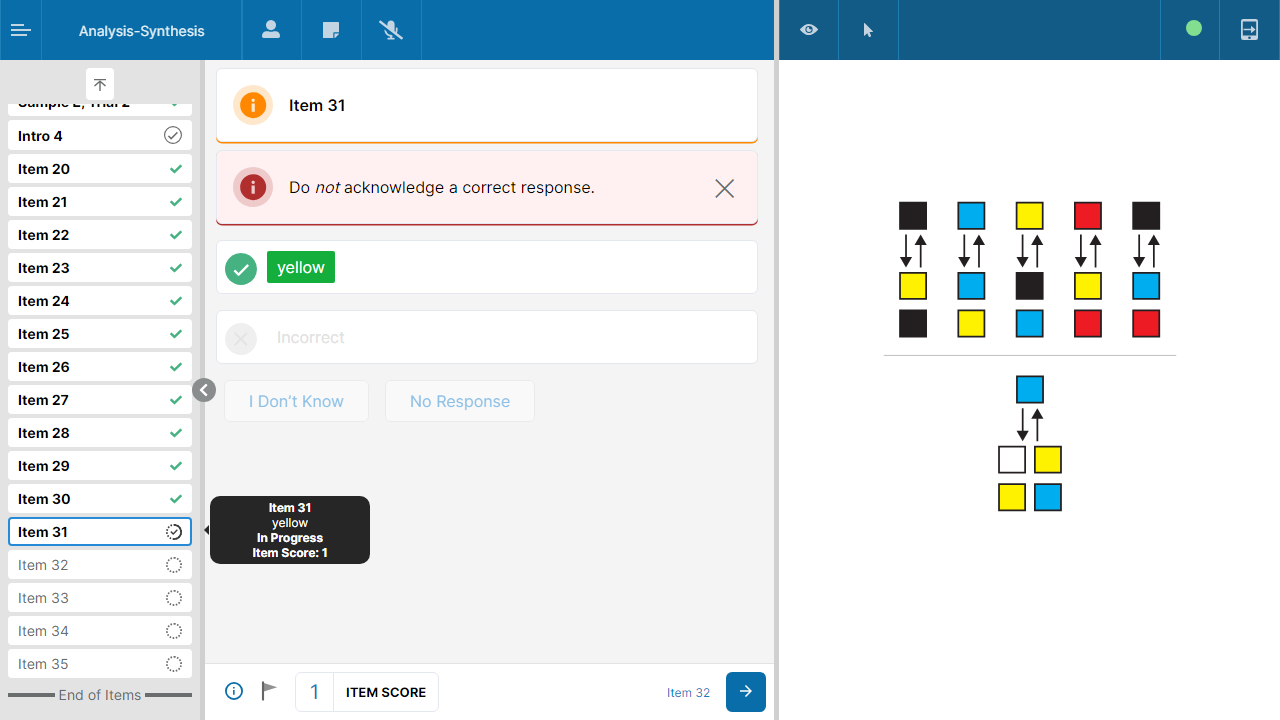 Analysis-Synthesis
Sample 2, Trial 2
Intro 4
Item 20
Item 21
Item 22
Item 23
Item 24
Item 25
Item 26
Item 27
Item 28
Item 29
Item 30
Item 31
Item 32
Item 33
Item 34
Item 35
End of Items
Item 31
Do not acknowledge a correct response.
yellow
Incorrect
I Don't Know
No Response
Item 31
yellow
In Progress
Item Score: 1
1
ITEM SCORE
Item 32